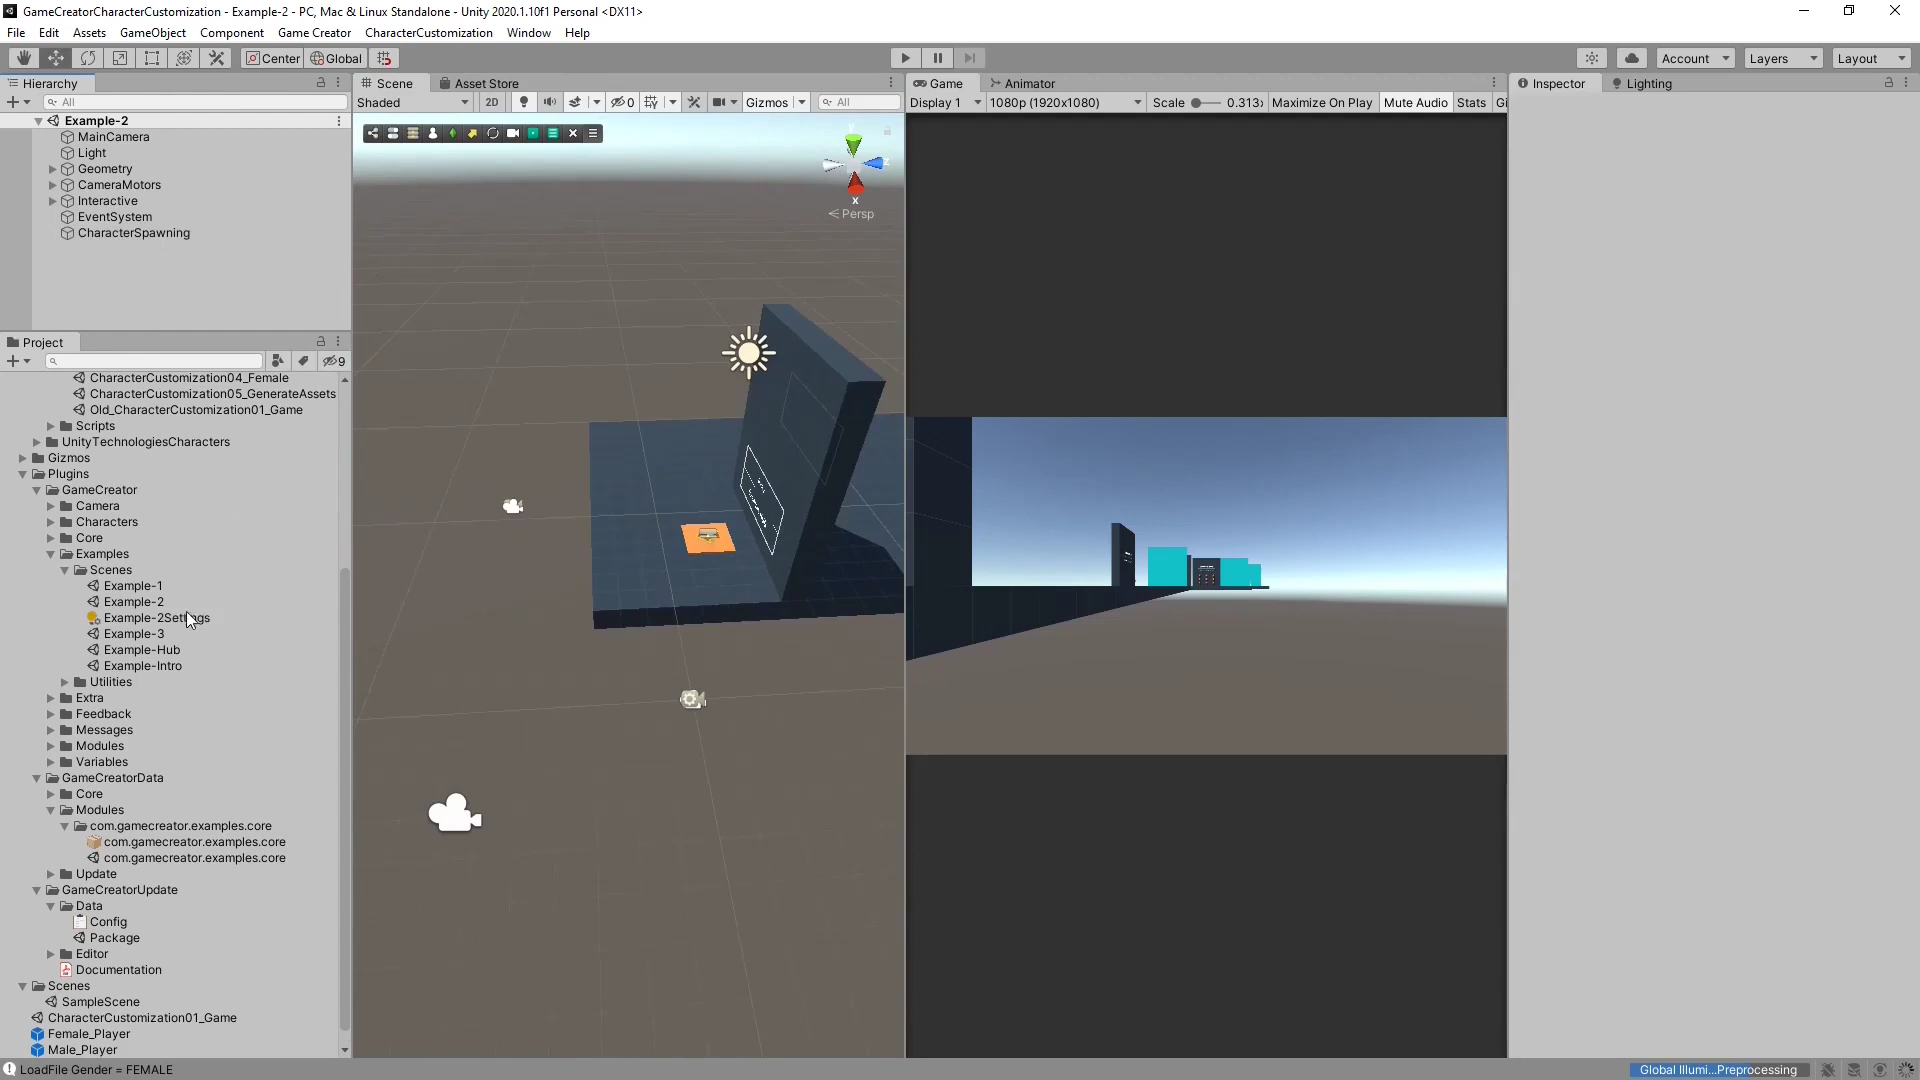 GameCreatorCharacterCustomization - Example-2 - PC, Mac & Linux Standalone - Unity 2020.1.10f1 Personal <DX11>
File Edit Assets GameObject Component Game Creator CharacterCustomization Window Help
Center Global Account Layers Layout
Hierarchy Scene Asset Store Game Animator Inspector Lighting
All Shaded 2D 0 Gizmos All Display 1 1080p (1920x1080) Scale 0.313 Maximize On Play Mute Audio Stats Gi
Example-2
MainCamera
Light
Geometry
CameraMotors
Interactive
EventSystem
CharacterSpawning
y
z
x
Persp
Project
9
CharacterCustomization04_Female
CharacterCustomization05_GenerateAssets
Old_CharacterCustomization01_Game
Scripts
UnityTechnologiesCharacters
Gizmos
Plugins
GameCreator
Camera
Characters
Core
Examples
Scenes
Example-1
Example-2
Example-2Settings
Example-3
Example-Hub
Example-Intro
Utilities
Extra
Feedback
Messages
Modules
Variables
GameCreatorData
Core
Modules
com.gamecreator.examples.core
com.gamecreator.examples.core
com.gamecreator.examples.core
Update
GameCreatorUpdate
Data
Config
Package
Editor
Documentation
Scenes
SampleScene
CharacterCustomization01_Game
Female_Player
Male_Player
LoadFile Gender = FEMALE
Global Illumi...Preprocessing